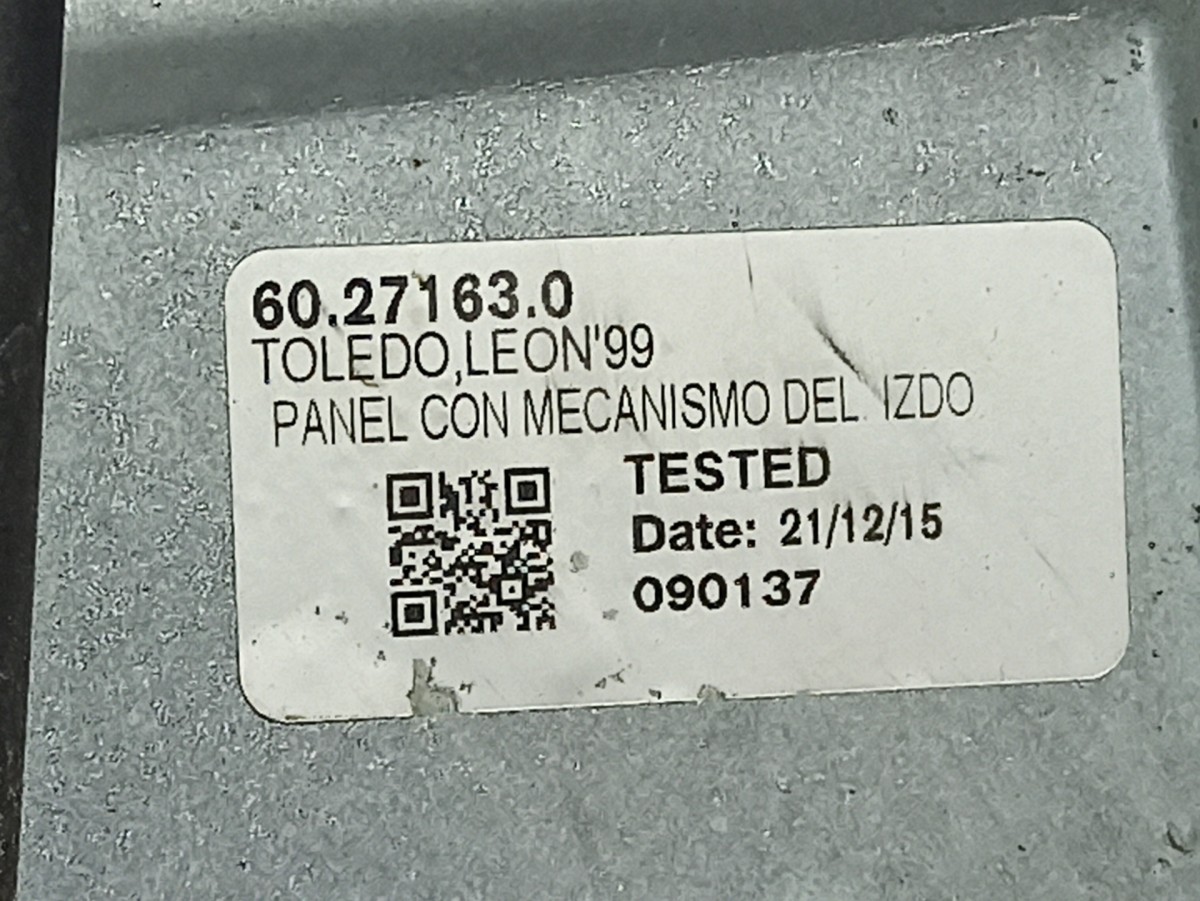 60.27163.0
TOLEDO,LEON'99
PANEL CON MECANISMO DEL. IZDO
TESTED
Date: 21/12/15
090137